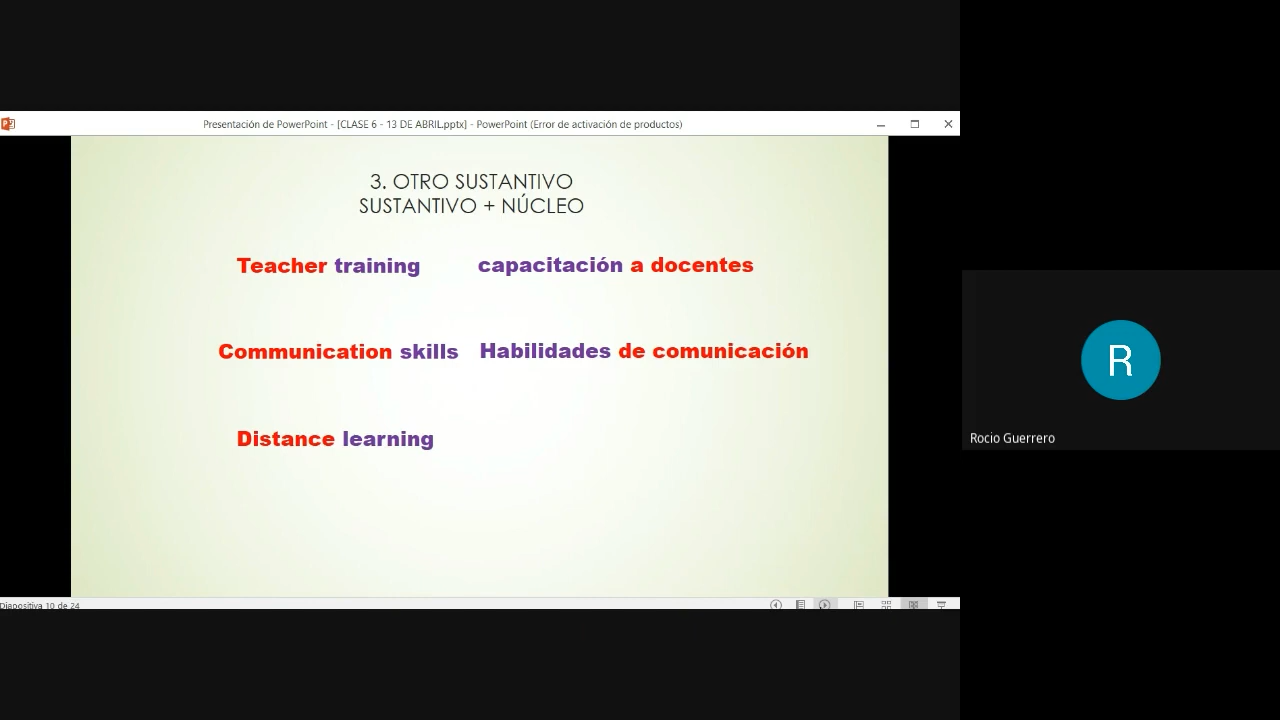 Presentación de PowerPoint - [CLASE 6 - 13 DE ABRIL.pptx] - PowerPoint (Error de activación de productos)
3. OTRO SUSTANTIVO
SUSTANTIVO + NÚCLEO
Teacher training capacitación a docentes
Communication skills Habilidades de comunicación
Distance learning
R
Rocio Guerrero
Diapositiva 10 de 24